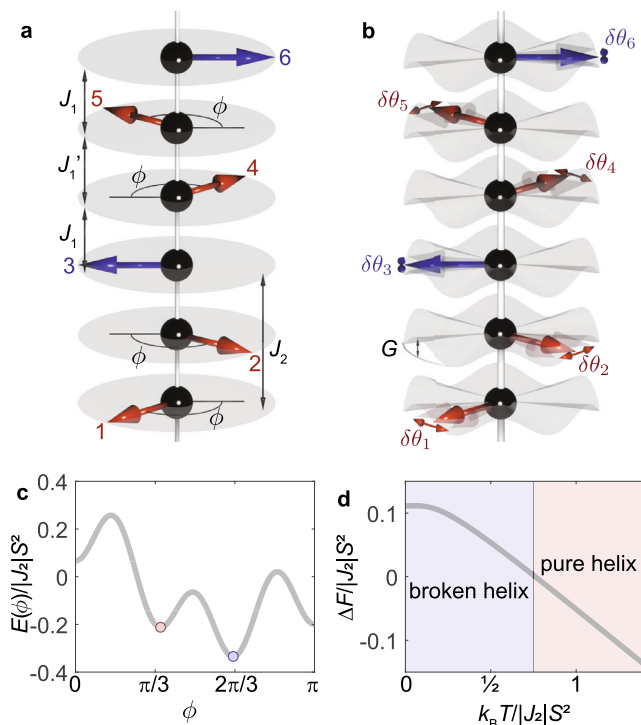 a
b
6
δθ₆
J₁
5
ϕ
δθ₅
J₁’
ϕ
4
δθ₄
J₁
3
δθ₃
ϕ
2
J₂
G
δθ₂
1
ϕ
δθ₁
c
d
0.4
0.2
0
-0.2
-0.4
E(ϕ)/|J₂|S²
0 π/3 2π/3 π
ϕ
0.1
0
-0.1
ΔF/|J₂|S²
broken helix
pure helix
0 ½ 1
k_BT/|J₂|S²